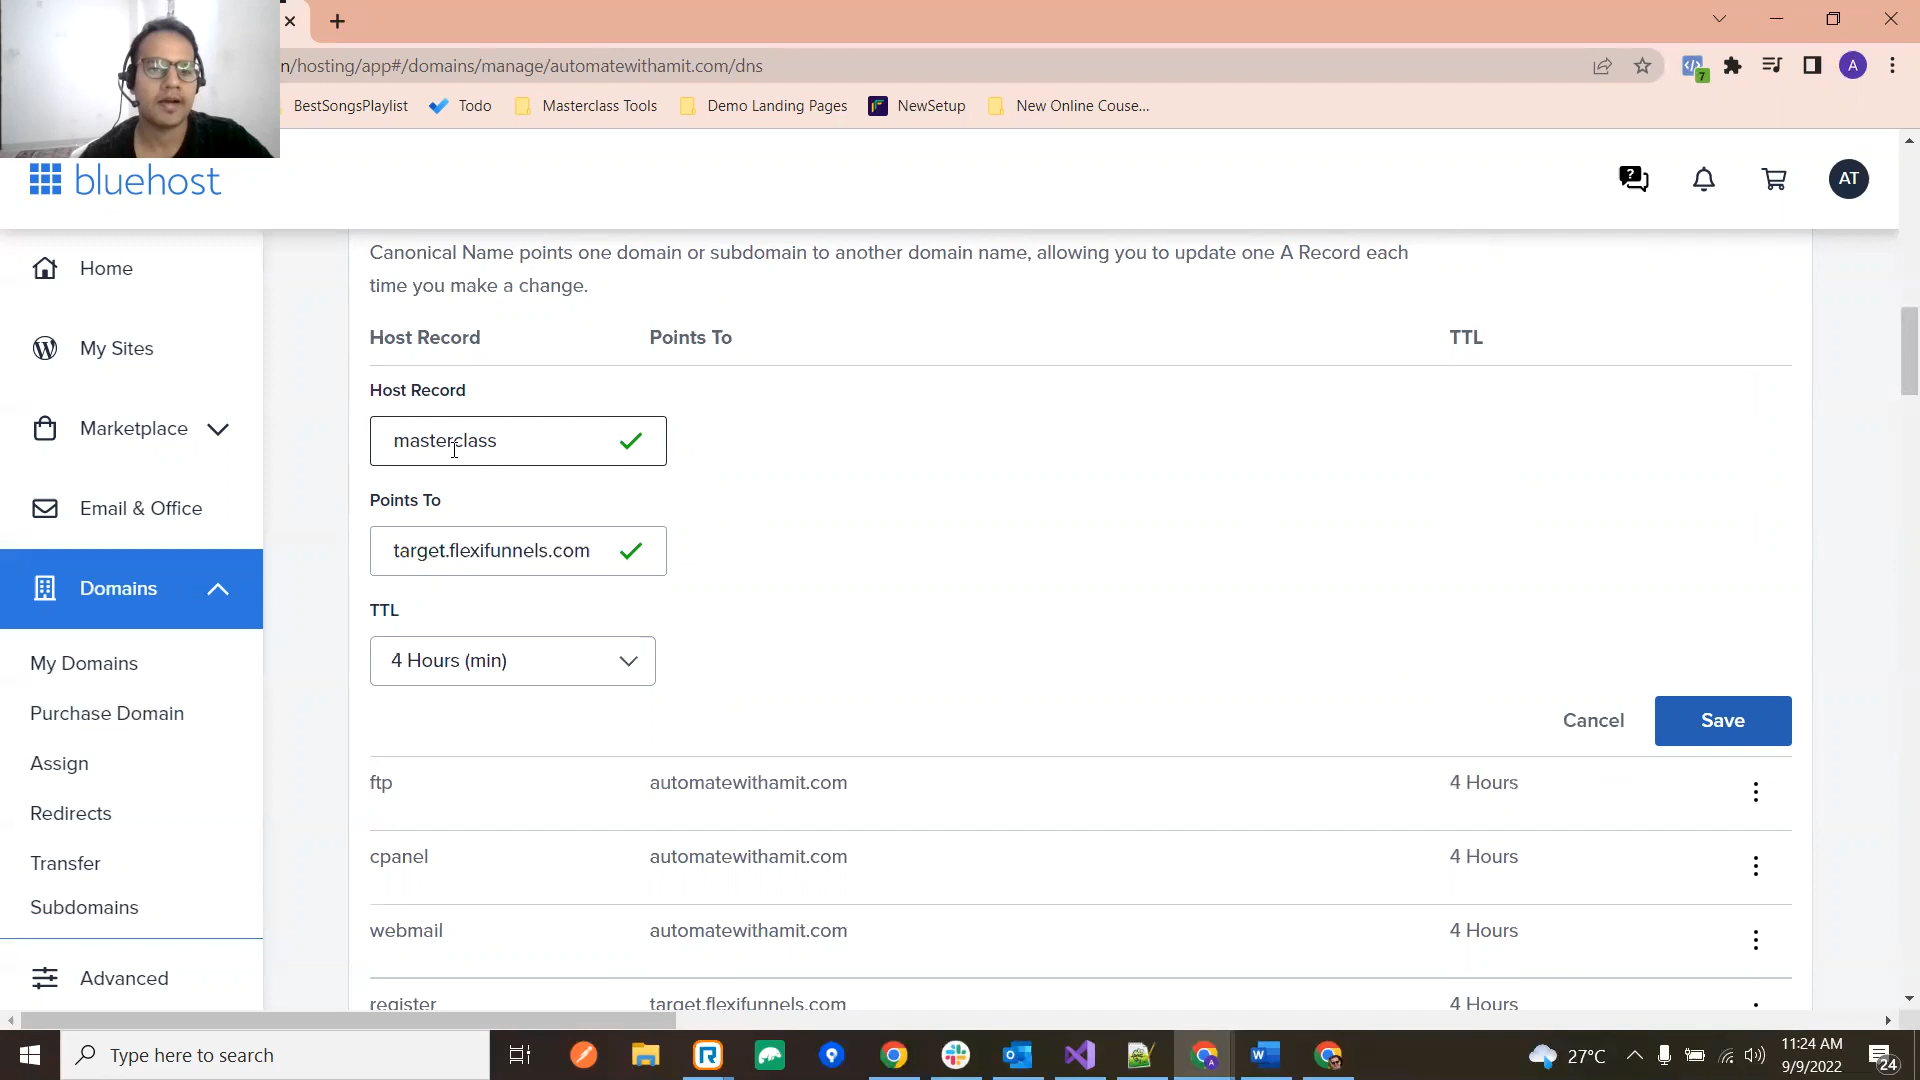 n/hosting/app#/domains/manage/automatewithamit.com/dns
7
A
BestSongsPlaylist
Todo
Masterclass Tools
Demo Landing Pages
NewSetup
New Online Couse...
bluehost
AT
Home
My Sites
Marketplace
Email & Office
Domains
My Domains
Purchase Domain
Assign
Redirects
Transfer
Subdomains
Advanced
Canonical Name points one domain or subdomain to another domain name, allowing you to update one A Record each
time you make a change.
Host Record Points To TTL
Host Record
masterclass
Points To
target.flexifunnels.com
TTL
4 Hours (min)
Cancel Save
ftp automatewithamit.com 4 Hours
cpanel automatewithamit.com 4 Hours
webmail automatewithamit.com 4 Hours
register target.flexifunnels.com 4 Hours
Type here to search
27°C
11:24 AM
9/9/2022
24